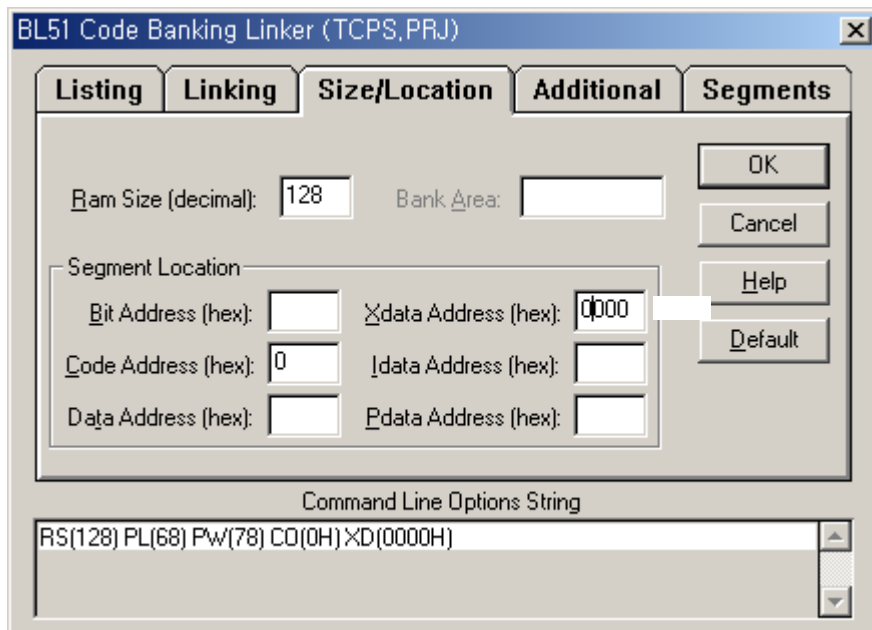 BL51 Code Banking Linker (TCPS,PRJ)
Listing Linking Size/Location Additional Segments
Ram Size (decimal): 128 Bank Area:
OK
Cancel
Help
Default
Segment Location
Bit Address (hex): Xdata Address (hex): 0000
Code Address (hex): 0 Idata Address (hex):
Data Address (hex): Pdata Address (hex):
Command Line Options String
RS(128) PL(68) PW(78) CO(0H) XD(0000H)